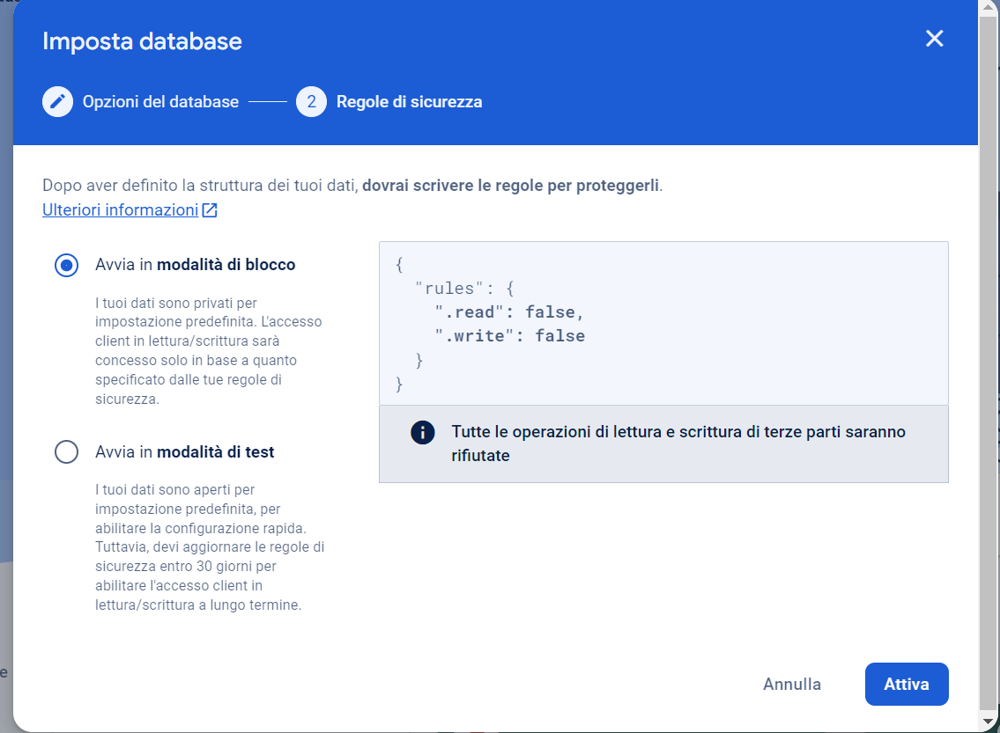 Imposta database
Opzioni del database
2 Regole di sicurezza
Dopo aver definito la struttura dei tuoi dati, dovrai scrivere le regole per proteggerli.
Ulteriori informazioni
Avvia in modalità di blocco
I tuoi dati sono privati per
impostazione predefinita. L'accesso
client in lettura/scrittura sarà
concesso solo in base a quanto
specificato dalle tue regole di
sicurezza.
Avvia in modalità di test
I tuoi dati sono aperti per
impostazione predefinita, per
abilitare la configurazione rapida.
Tuttavia, devi aggiornare le regole di
sicurezza entro 30 giorni per
abilitare l'accesso client in
lettura/scrittura a lungo termine.
{
  "rules": {
    ".read": false,
    ".write": false
  }
}
Tutte le operazioni di lettura e scrittura di terze parti saranno
rifiutate
Annulla
Attiva